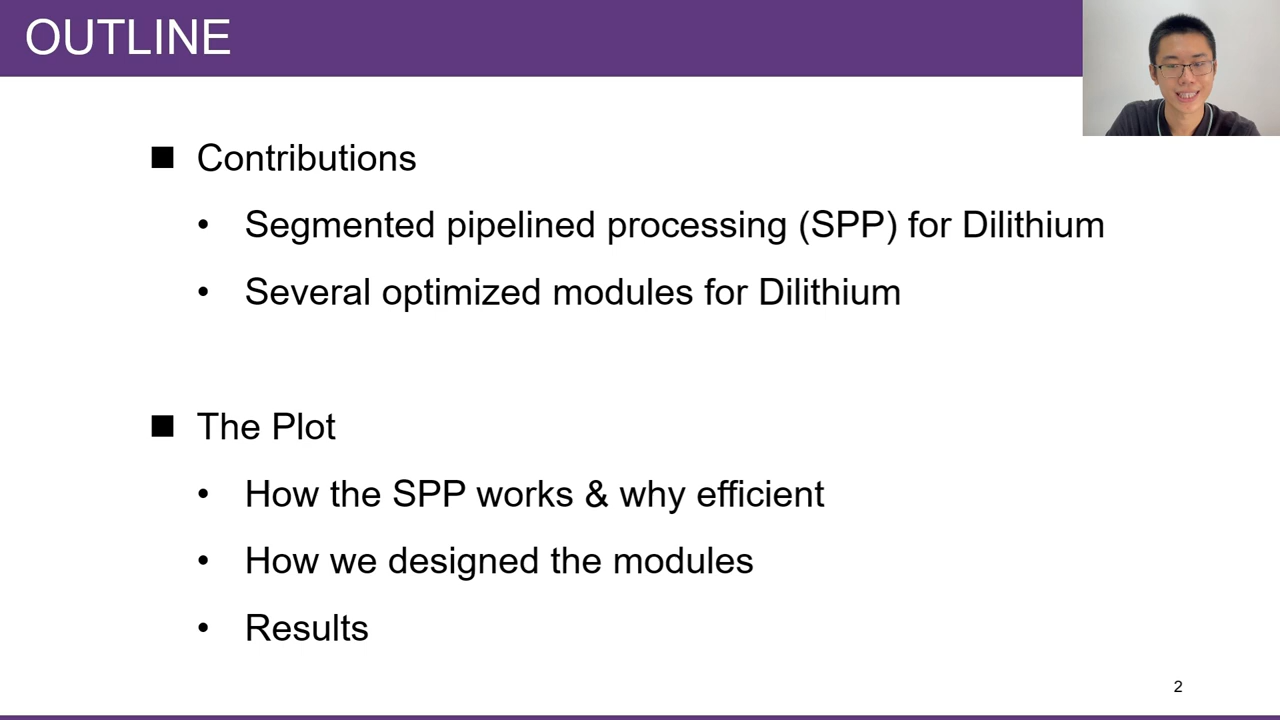 OUTLINE
■ Contributions
• Segmented pipelined processing (SPP) for Dilithium
• Several optimized modules for Dilithium
■ The Plot
• How the SPP works & why efficient
• How we designed the modules
• Results
2